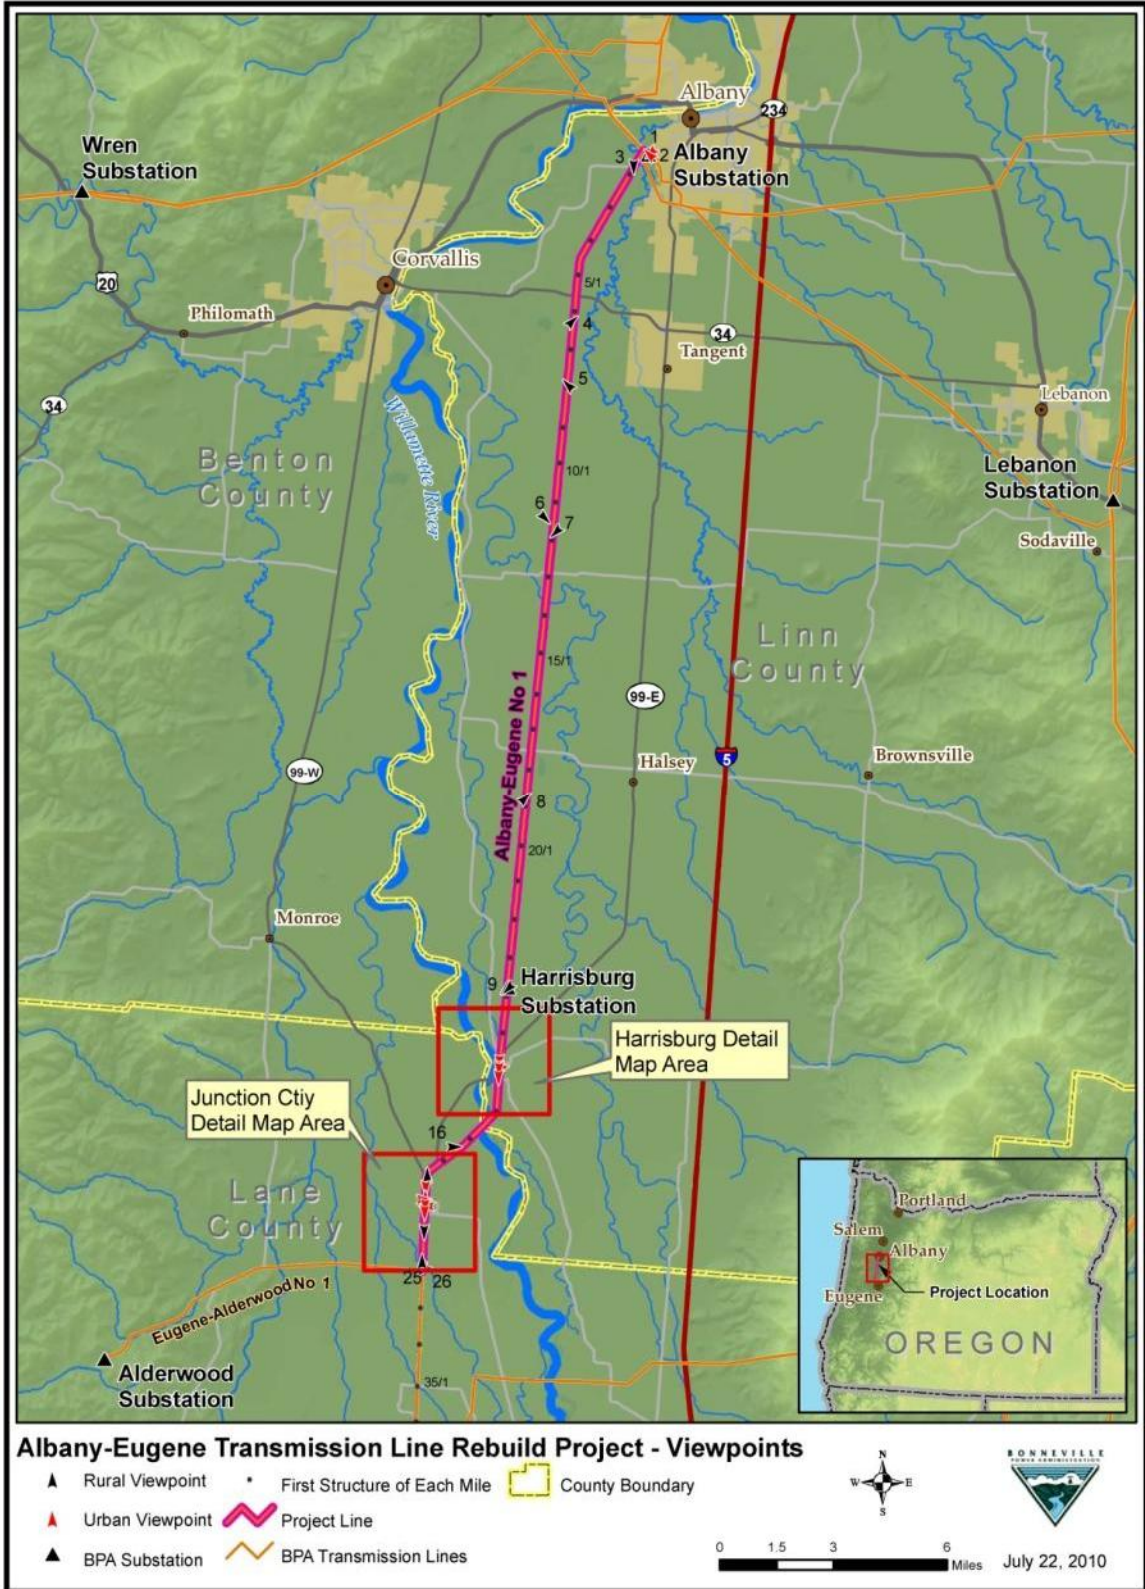 Albany
234
Wren
Substation
1
3
2
Albany
Substation
Corvallis
20
5/1
Philomath
4
34
Tangent
5
34
Lebanon
Willamette River
Benton
County
10/1
Lebanon
Substation
6
7
Sodaville
Linn
County
15/1
Albany-Eugene No 1
99-E
Halsey
5
Brownsville
99-W
8
20/1
Monroe
9
Harrisburg
Substation
Harrisburg Detail
Map Area
Junction Ctiy
Detail Map Area
16
Lane
County
25
26
Eugene-Alderwood No 1
Alderwood
Substation
35/1
Portland
Salem
Albany
Project Location
Eugene
OREGON
Albany-Eugene Transmission Line Rebuild Project - Viewpoints
Rural Viewpoint
First Structure of Each Mile
County Boundary
Urban Viewpoint
Project Line
BPA Substation
BPA Transmission Lines
N
W
E
S
0
1.5
3
6
Miles
BONNEVILLE
POWER ADMINISTRATION
July 22, 2010